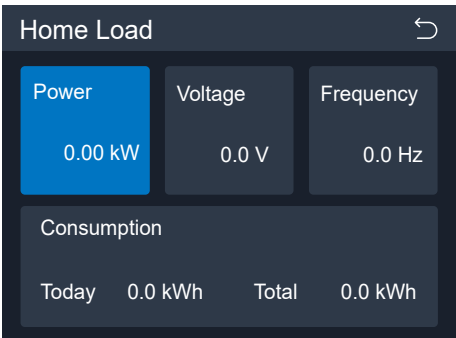 Home Load
Power Voltage Frequency
0.00 kW 0.0 V 0.0 Hz
Consumption
Today 0.0 kWh Total 0.0 kWh